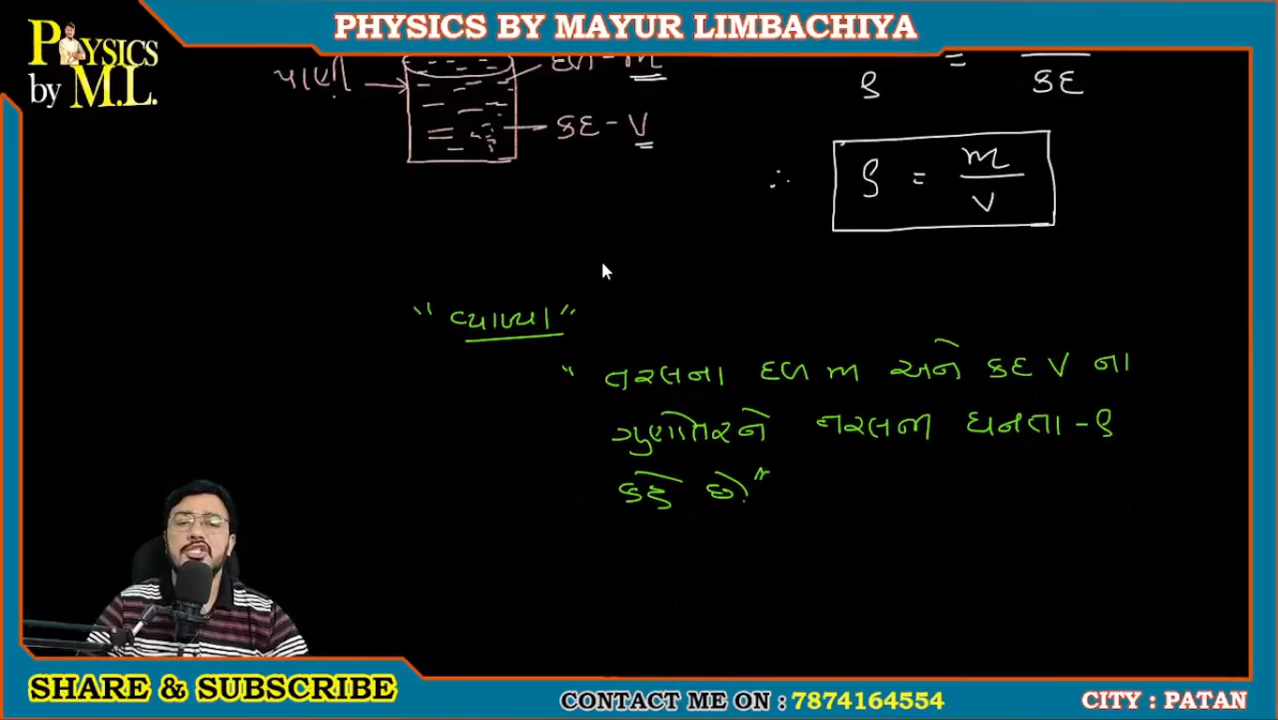 PHYSICS BY MAYUR LIMBACHIYA
PHYSICS
by M.L.
પાણી
દળ - m
કદ - V
ρ = કદ
∴ ρ = m / V
"વ્યાખ્યા"
"તરલના દળ m અને કદ V ના
ગુણોત્તરને તરલની ઘનતા - ρ
કહે છે."
SHARE & SUBSCRIBE
CONTACT ME ON : 7874164554
CITY : PATAN